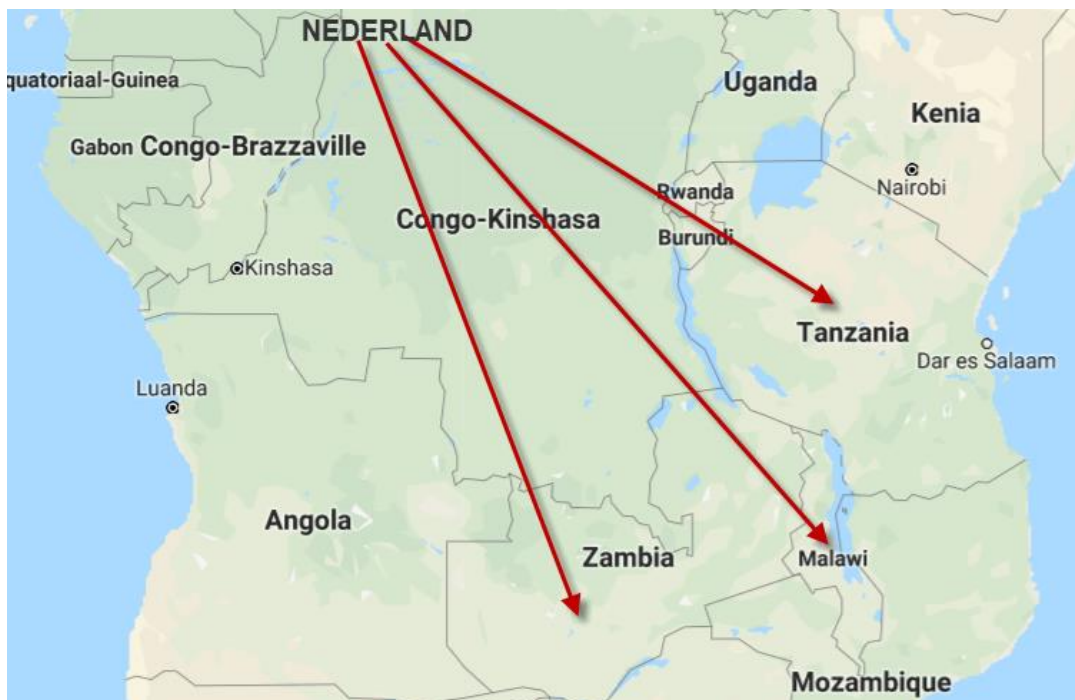 NEDERLAND
quatoriaal-Guinea
Uganda
Kenia
Gabon
Congo-Brazzaville
Nairobi
Rwanda
Congo-Kinshasa
Burundi
Kinshasa
Tanzania
Dar es Salaam
Luanda
Angola
Zambia
Malawi
Mozambique